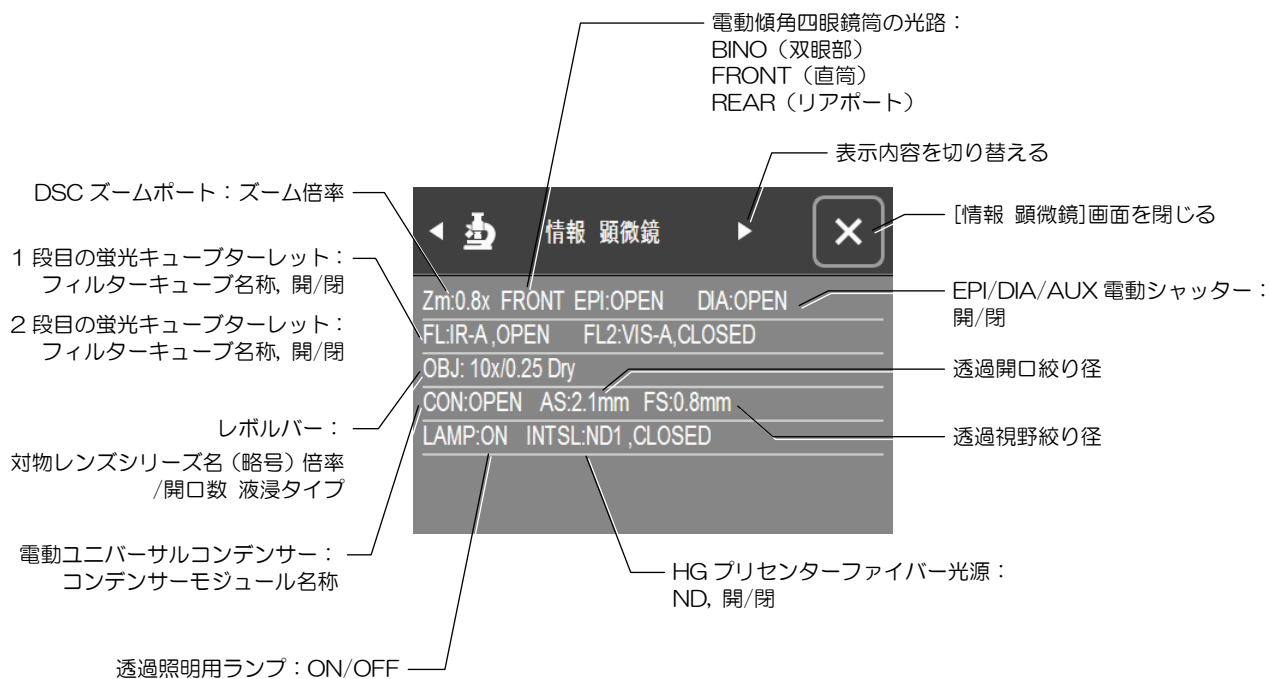 電動傾角四眼鏡筒の光路：
BINO（双眼部）
FRONT（直筒）
REAR（リアポート）
表示内容を切り替える
DSC ズームポート：ズーム倍率
[情報 顕微鏡]画面を閉じる
情報 顕微鏡
1 段目の蛍光キューブターレット：
フィルターキューブ名称, 開/閉
2 段目の蛍光キューブターレット：
フィルターキューブ名称, 開/閉
Zm:0.8x FRONT EPI:OPEN DIA:OPEN
FL:IR-A ,OPEN FL2:VIS-A,CLOSED
OBJ: 10x/0.25 Dry
CON:OPEN AS:2.1mm FS:0.8mm
LAMP:ON INTSL:ND1 ,CLOSED
EPI/DIA/AUX 電動シャッター：
開/閉
透過開口絞り径
透過視野絞り径
レボルバー：
対物レンズシリーズ名（略号）倍率
/開口数 液浸タイプ
電動ユニバーサルコンデンサー：
コンデンサーモジュール名称
HG プリセンターファイバー光源：
ND, 開/閉
透過照明用ランプ：ON/OFF